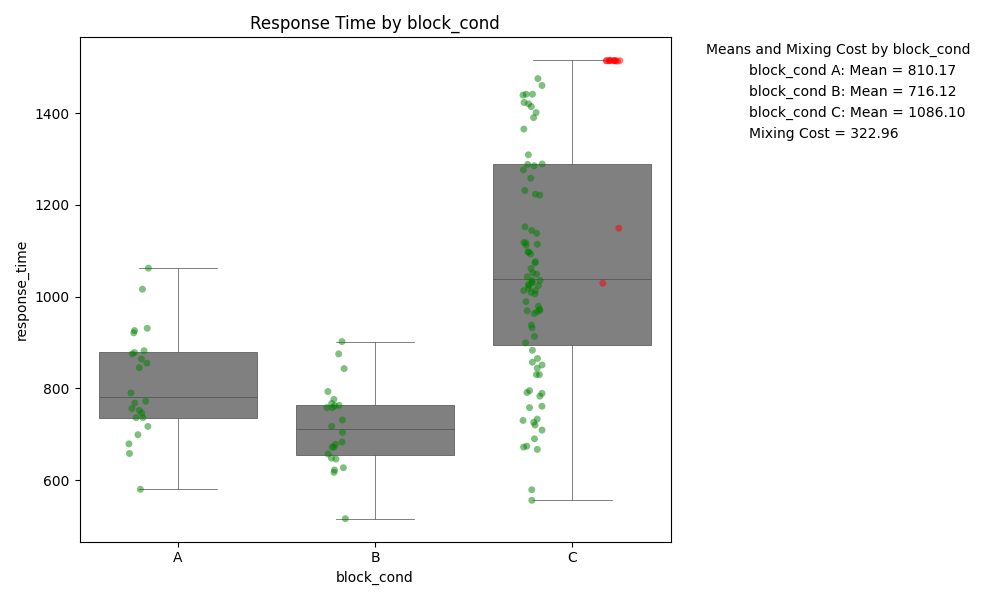 Response Time by block_cond
Means and Mixing Cost by block_cond
block_cond A: Mean = 810.17
block_cond B: Mean = 716.12
block_cond C: Mean = 1086.10
Mixing Cost = 322.96
response_time
1400
1200
1000
800
600
A
B
C
block_cond